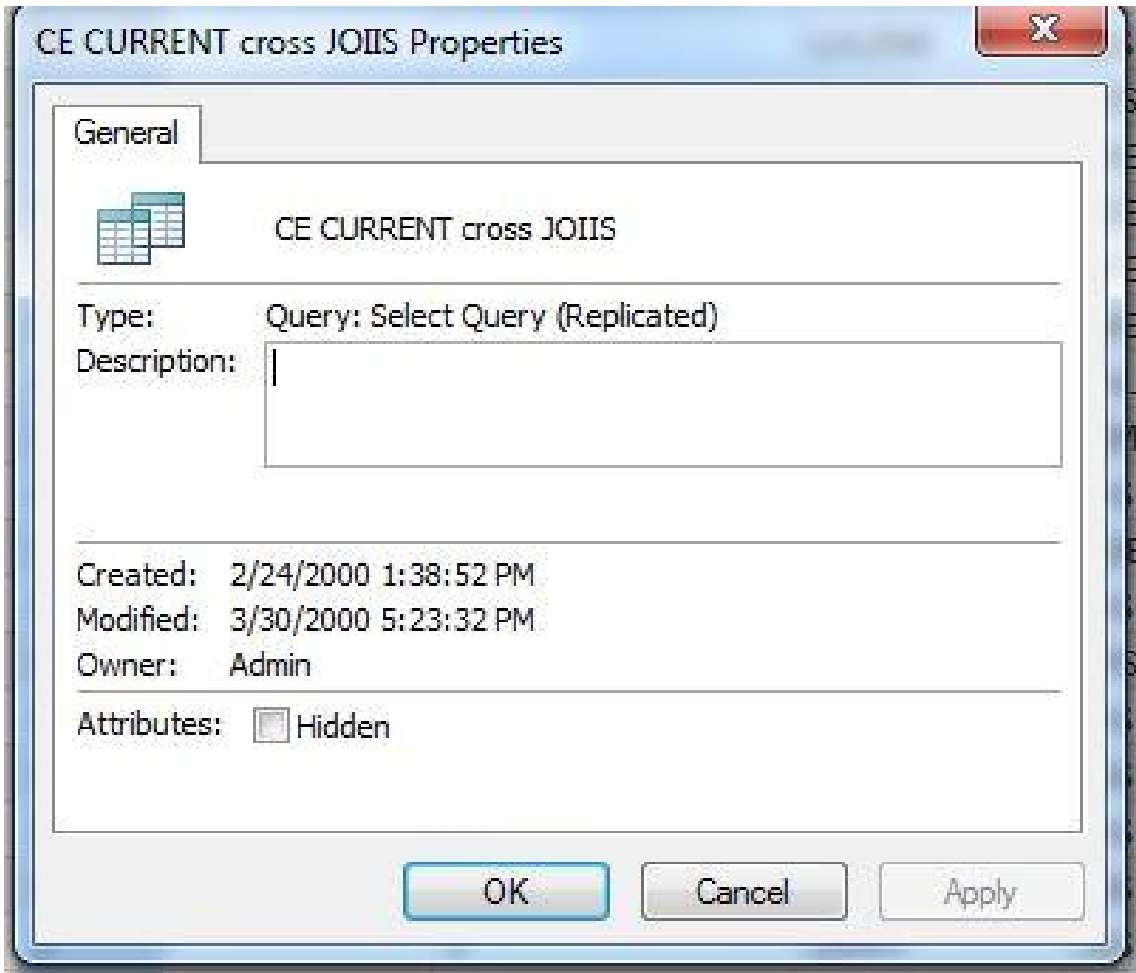 CE CURRENT cross JOIIS Properties
General
CE CURRENT cross JOIIS
Type: Query: Select Query (Replicated)
Description:
Created: 2/24/2000 1:38:52 PM
Modified: 3/30/2000 5:23:32 PM
Owner: Admin
Attributes: Hidden
OK Cancel Apply